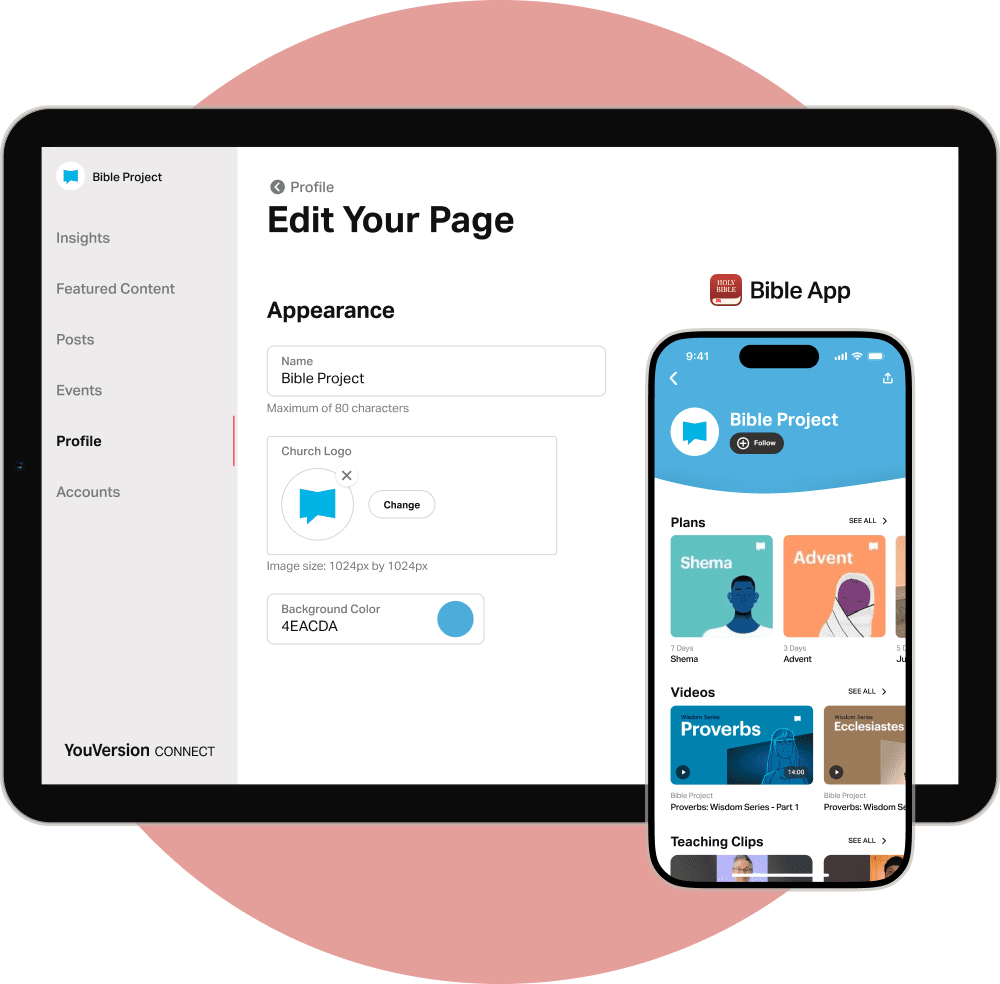 Bible Project
Insights
Featured Content
Posts
Events
Profile
Accounts
YouVersion CONNECT
Profile
Edit Your Page
Appearance
Name
Bible Project
Maximum of 80 characters
Church Logo
Change
Image size: 1024px by 1024px
Background Color
4EACDA
HOLY
BIBLE
Bible App
9:41
Bible Project
Follow
Plans
SEE ALL
Shema
Advent
7 Days
3 Days
5 D
Shema
Advent
Ju
Videos
SEE ALL
Wisdom Series
Proverbs
14:00
Wisdom Series
Ecclesiastes
Bible Project
Proverbs: Wisdom Series - Part 1
Bible Project
Proverbs: Wisdom Se
Teaching Clips
SEE ALL